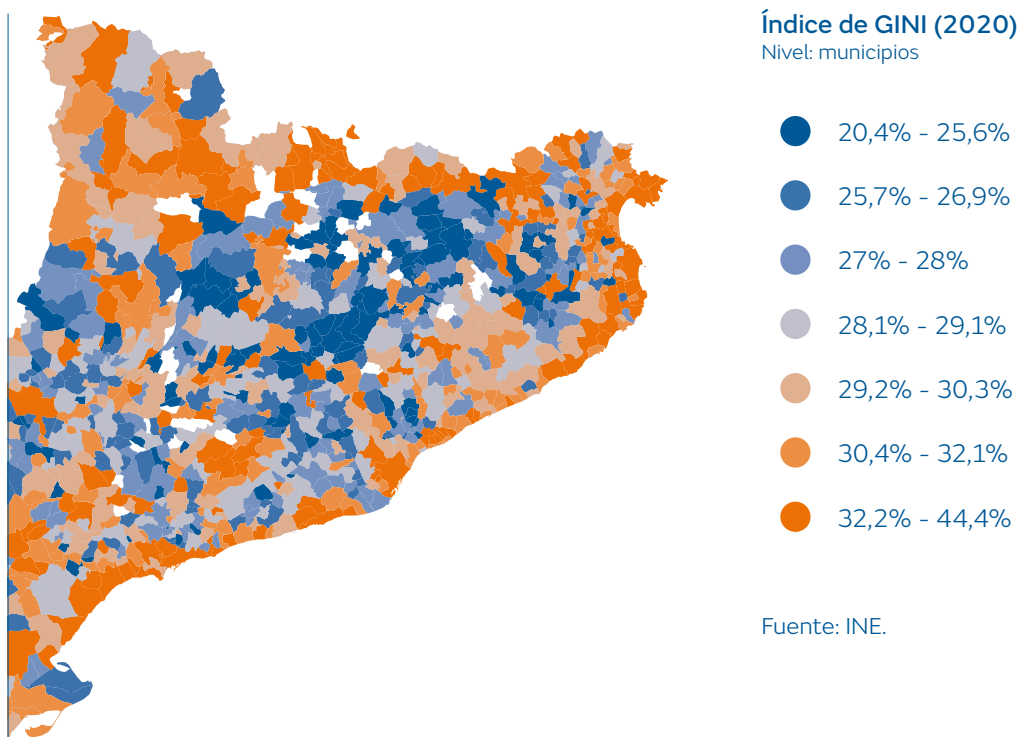 Índice de GINI (2020)
Nivel: municipios
20,4% - 25,6%
25,7% - 26,9%
27% - 28%
28,1% - 29,1%
29,2% - 30,3%
30,4% - 32,1%
32,2% - 44,4%
Fuente: INE.